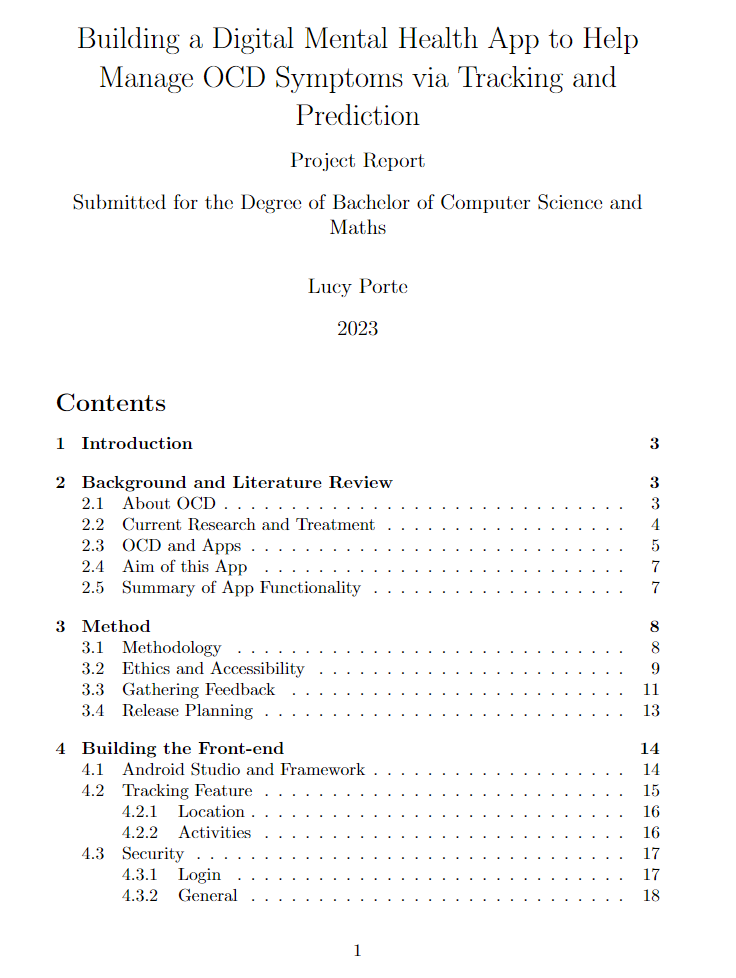 Building a Digital Mental Health App to Help
Manage OCD Symptoms via Tracking and
Prediction
Project Report
Submitted for the Degree of Bachelor of Computer Science and
Maths
Lucy Porte
2023
Contents
1 Introduction 3
2 Background and Literature Review 3
2.1 About OCD . . . . . . . . . . . . . . . . . . . . . . . . . . . . . . 3
2.2 Current Research and Treatment . . . . . . . . . . . . . . . . . . 4
2.3 OCD and Apps . . . . . . . . . . . . . . . . . . . . . . . . . . . . 5
2.4 Aim of this App . . . . . . . . . . . . . . . . . . . . . . . . . . . 7
2.5 Summary of App Functionality . . . . . . . . . . . . . . . . . . . 7
3 Method 8
3.1 Methodology . . . . . . . . . . . . . . . . . . . . . . . . . . . . . 8
3.2 Ethics and Accessibility . . . . . . . . . . . . . . . . . . . . . . . 9
3.3 Gathering Feedback . . . . . . . . . . . . . . . . . . . . . . . . . 11
3.4 Release Planning . . . . . . . . . . . . . . . . . . . . . . . . . . . 13
4 Building the Front-end 14
4.1 Android Studio and Framework . . . . . . . . . . . . . . . . . . . 14
4.2 Tracking Feature . . . . . . . . . . . . . . . . . . . . . . . . . . . 15
4.2.1 Location . . . . . . . . . . . . . . . . . . . . . . . . . . . . 16
4.2.2 Activities . . . . . . . . . . . . . . . . . . . . . . . . . . . 16
4.3 Security . . . . . . . . . . . . . . . . . . . . . . . . . . . . . . . . 17
4.3.1 Login . . . . . . . . . . . . . . . . . . . . . . . . . . . . . 17
4.3.2 General . . . . . . . . . . . . . . . . . . . . . . . . . . . . 18
1